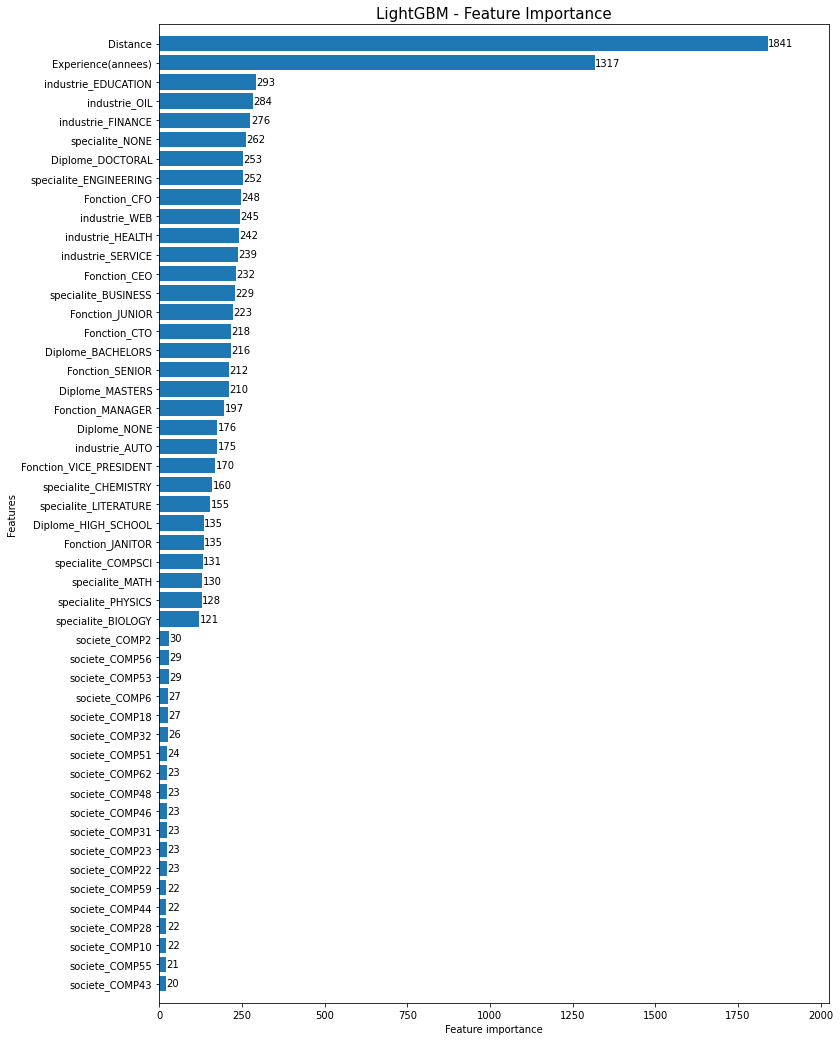 LightGBM - Feature Importance
Distance 1841
Experience(annees) 1317
industrie_EDUCATION 293
industrie_OIL 284
industrie_FINANCE 276
specialite_NONE 262
Diplome_DOCTORAL 253
specialite_ENGINEERING 252
Fonction_CFO 248
industrie_WEB 245
industrie_HEALTH 242
industrie_SERVICE 239
Fonction_CEO 232
specialite_BUSINESS 229
Fonction_JUNIOR 223
Fonction_CTO 218
Diplome_BACHELORS 216
Fonction_SENIOR 212
Diplome_MASTERS 210
Fonction_MANAGER 197
Diplome_NONE 176
industrie_AUTO 175
Fonction_VICE_PRESIDENT 170
specialite_CHEMISTRY 160
specialite_LITERATURE 155
Diplome_HIGH_SCHOOL 135
Fonction_JANITOR 135
specialite_COMPSCI 131
specialite_MATH 130
specialite_PHYSICS 128
specialite_BIOLOGY 121
societe_COMP2 30
societe_COMP56 29
societe_COMP53 29
societe_COMP6 27
societe_COMP18 27
societe_COMP32 26
societe_COMP51 24
societe_COMP62 23
societe_COMP48 23
societe_COMP46 23
societe_COMP31 23
societe_COMP23 23
societe_COMP22 23
societe_COMP59 22
societe_COMP44 22
societe_COMP28 22
societe_COMP10 22
societe_COMP55 21
societe_COMP43 20
Features
0 250 500 750 1000 1250 1500 1750 2000
Feature importance